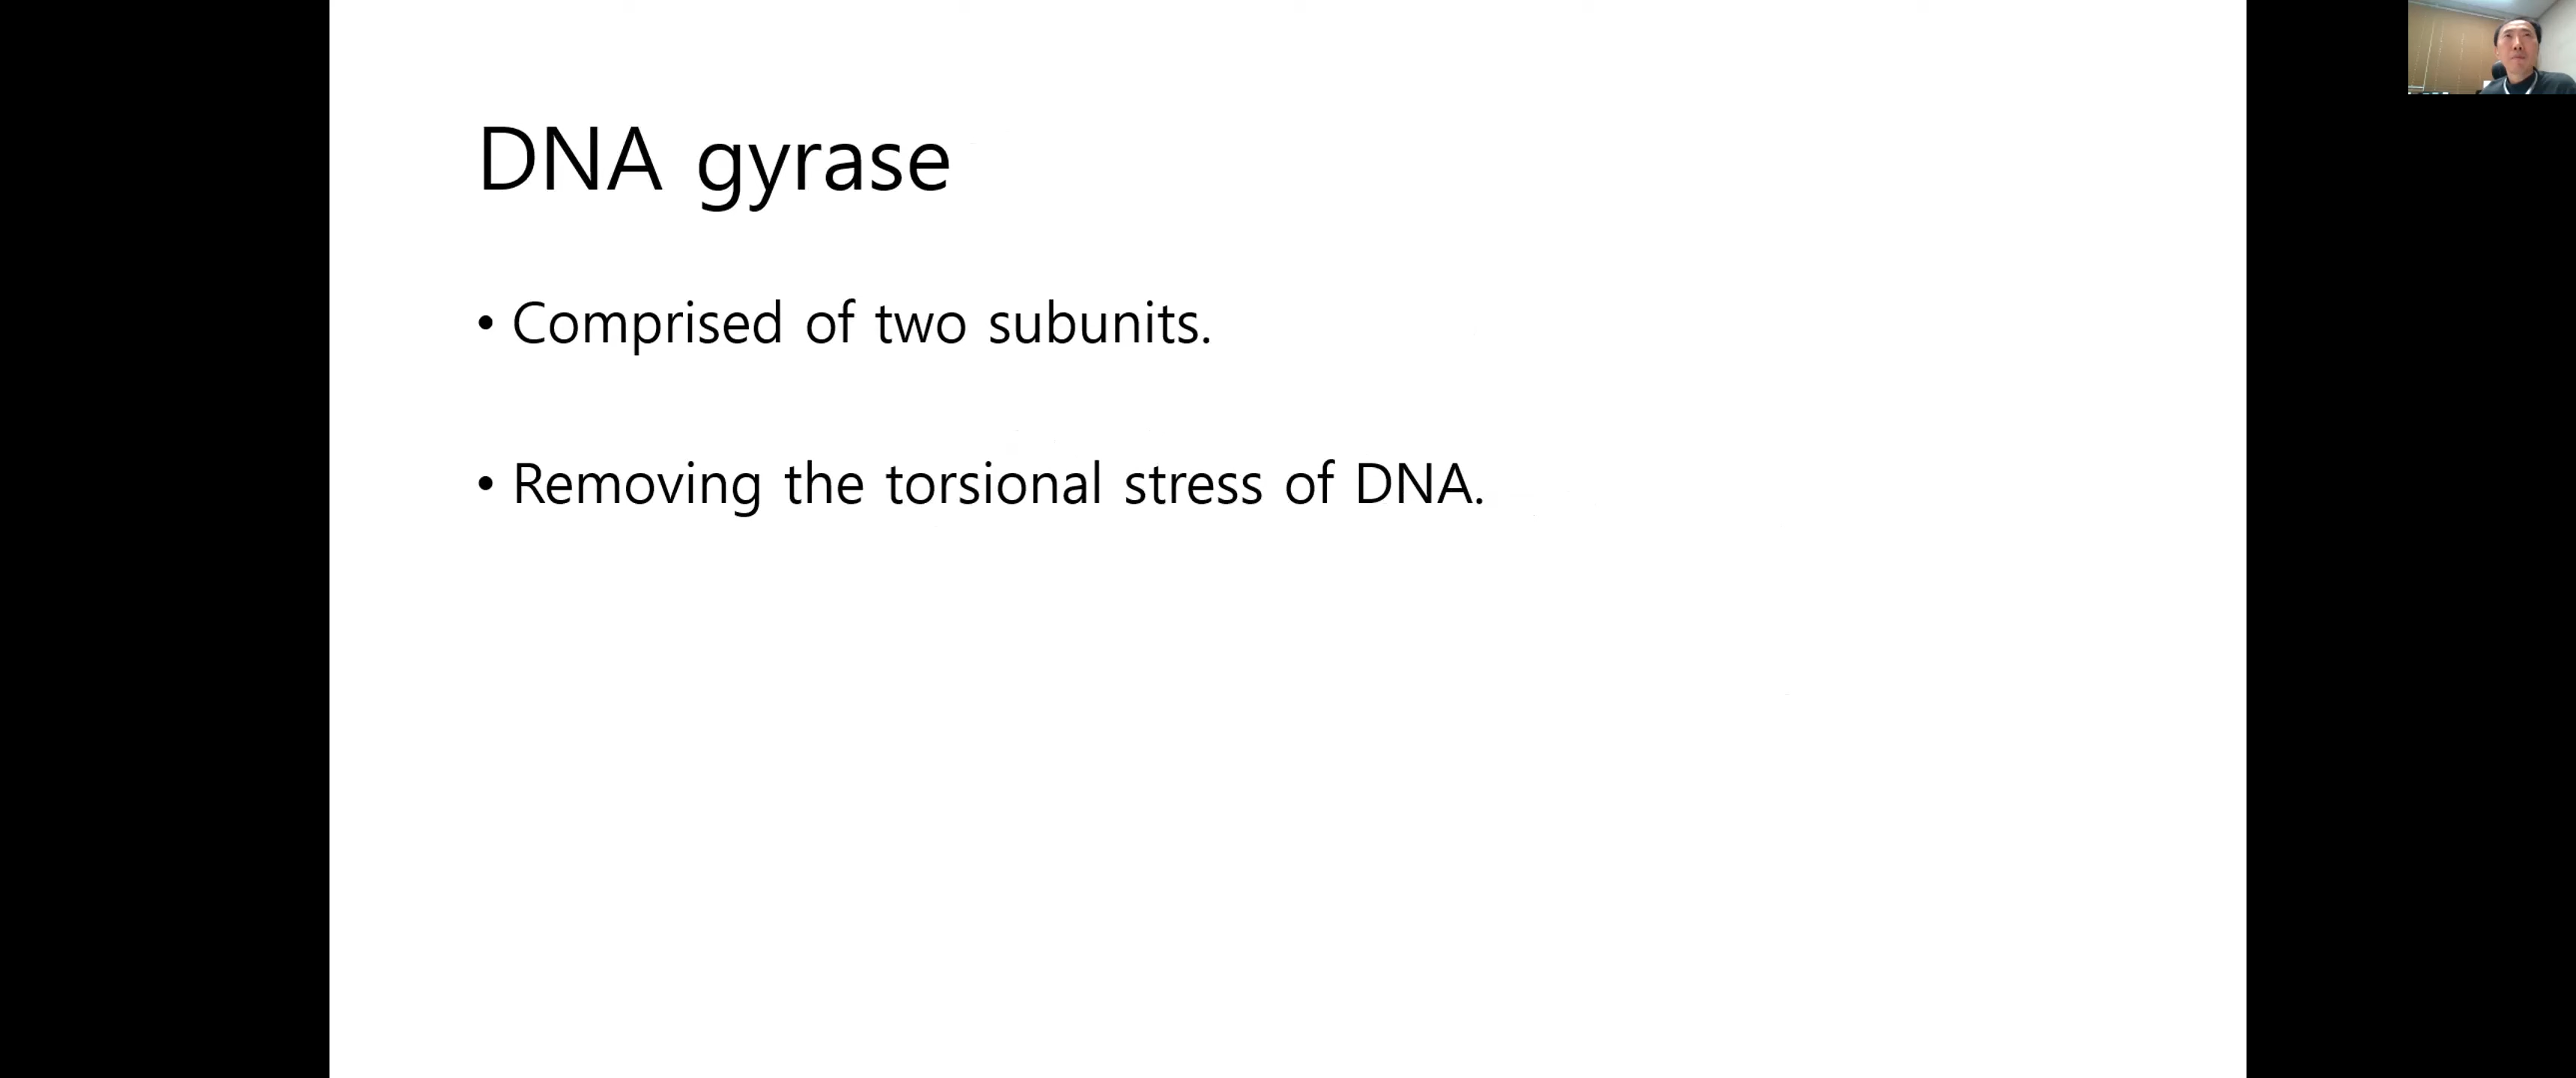 DNA gyrase
• Comprised of two subunits.
• Removing the torsional stress of DNA.